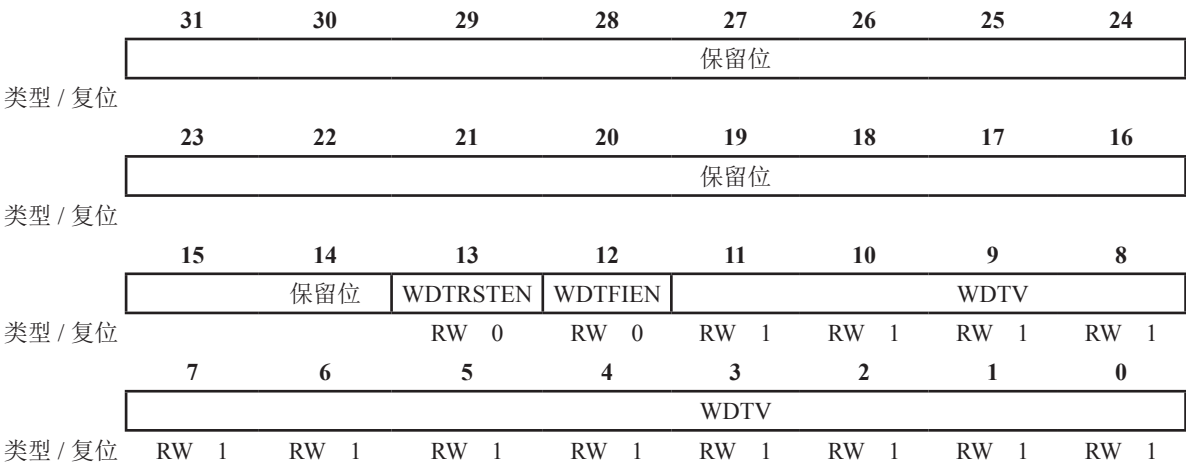 31 30 29 28 27 26 25 24
保留位
类型 / 复位
23 22 21 20 19 18 17 16
保留位
类型 / 复位
15 14 13 12 11 10 9 8
保留位 WDTRSTEN WDTFIEN WDTV
类型 / 复位 RW 0 RW 0 RW 1 RW 1 RW 1 RW 1
7 6 5 4 3 2 1 0
WDTV
类型 / 复位 RW 1 RW 1 RW 1 RW 1 RW 1 RW 1 RW 1 RW 1